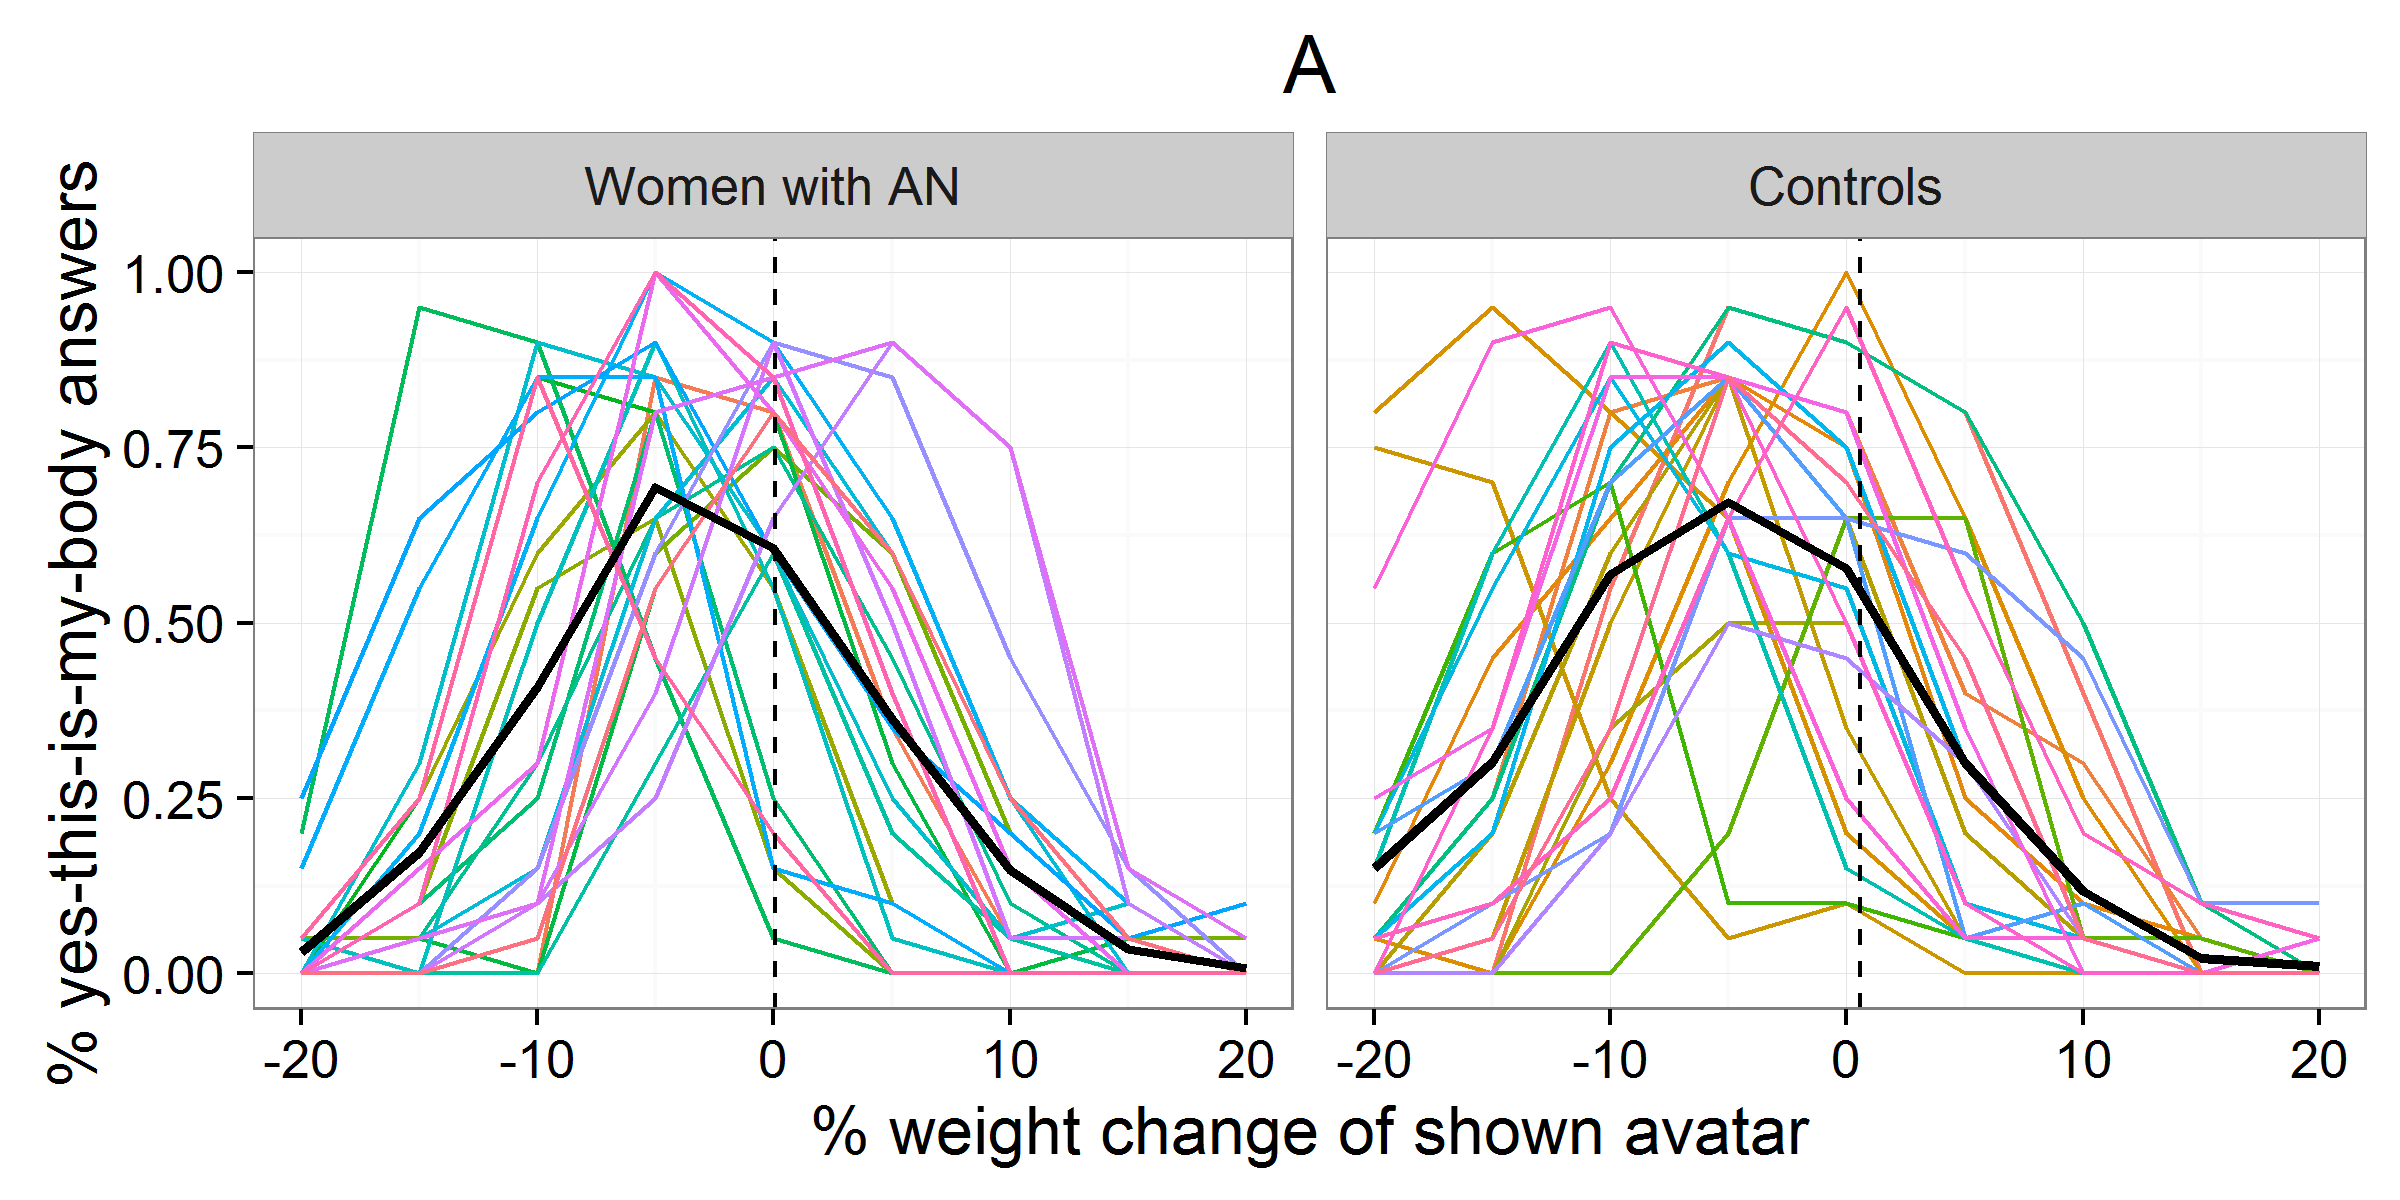 A
Women with AN
Controls
% yes-this-is-my-body answers
1.00
0.75
0.50
0.25
0.00
-20 -10 0 10 20
-20 -10 0 10 20
% weight change of shown avatar